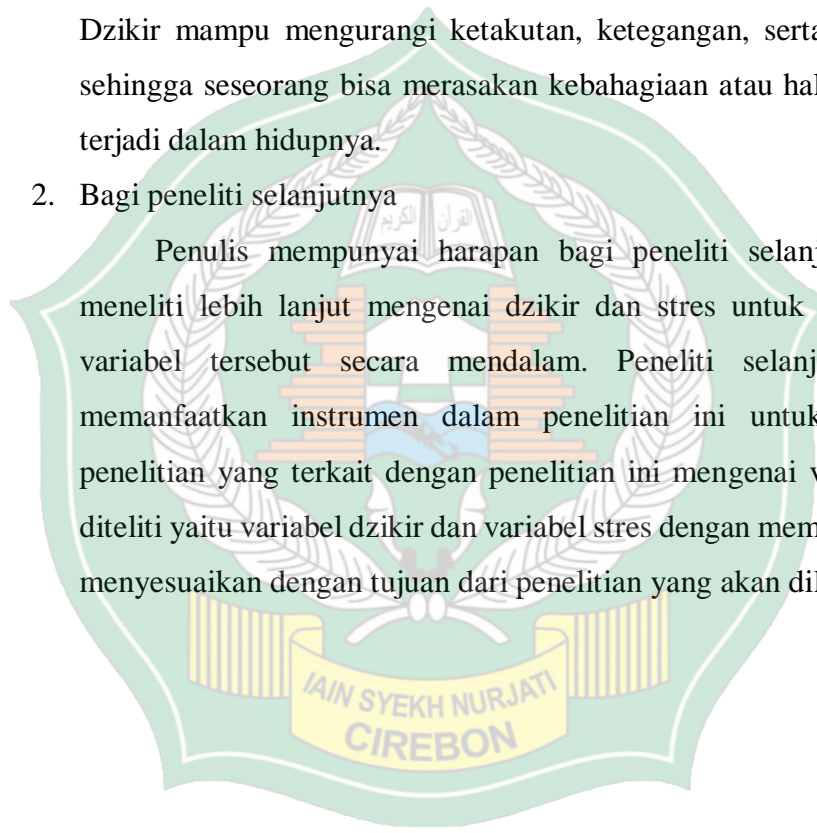 Dzikir mampu mengurangi ketakutan, ketegangan, serta
sehingga seseorang bisa merasakan kebahagiaan atau hal
terjadi dalam hidupnya.
2. Bagi peneliti selanjutnya
Penulis mempunyai harapan bagi peneliti selanj
meneliti lebih lanjut mengenai dzikir dan stres untuk
variabel tersebut secara mendalam. Peneliti selanj
memanfaatkan instrumen dalam penelitian ini untuk
penelitian yang terkait dengan penelitian ini mengenai v
diteliti yaitu variabel dzikir dan variabel stres dengan mem
menyesuaikan dengan tujuan dari penelitian yang akan dil
القرآن الكريم
IAIN SYEKH NURJATI
CIREBON